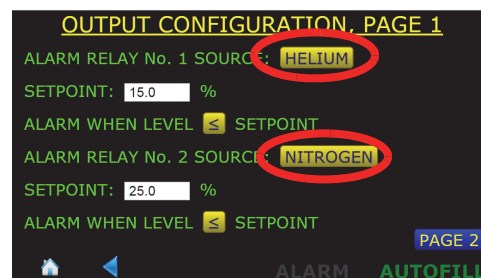 OUTPUT CONFIGURATION, PAGE 1
ALARM RELAY No. 1 SOURCE: HELIUM
SETPOINT: 15.0 %
ALARM WHEN LEVEL ≤ SETPOINT
ALARM RELAY No. 2 SOURCE: NITROGEN
SETPOINT: 25.0 %
ALARM WHEN LEVEL ≤ SETPOINT
PAGE 2
ALARM AUTOFILL